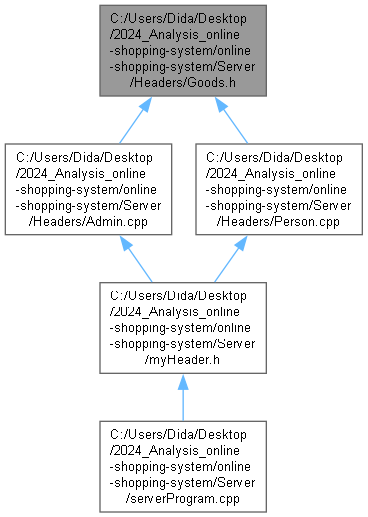 C:/Users/Dida/Desktop
/2024_Analysis_online
-shopping-system/online
-shopping-system/Server
/Headers/Goods.h
C:/Users/Dida/Desktop
/2024_Analysis_online
-shopping-system/online
-shopping-system/Server
/Headers/Admin.cpp
C:/Users/Dida/Desktop
/2024_Analysis_online
-shopping-system/online
-shopping-system/Server
/Headers/Person.cpp
C:/Users/Dida/Desktop
/2024_Analysis_online
-shopping-system/online
-shopping-system/Server
/myHeader.h
C:/Users/Dida/Desktop
/2024_Analysis_online
-shopping-system/online
-shopping-system/Server
/serverProgram.cpp